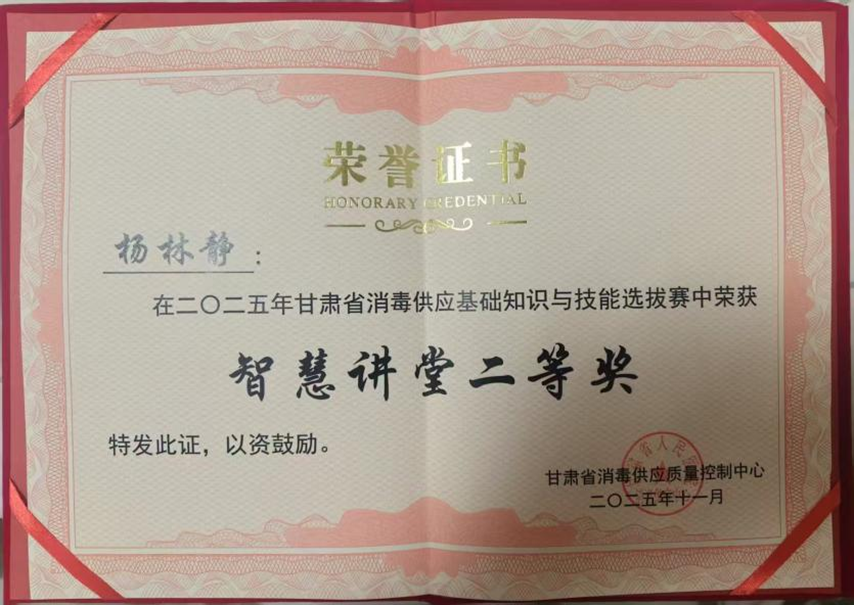 荣誉证书
HONORARY CREDENTIAL
杨林静：
在二〇二五年甘肃省消毒供应基础知识与技能选拔赛中荣获
智慧讲堂二等奖
特发此证，以资鼓励。
甘肃省消毒供应质量控制中心
二〇二五年十一月